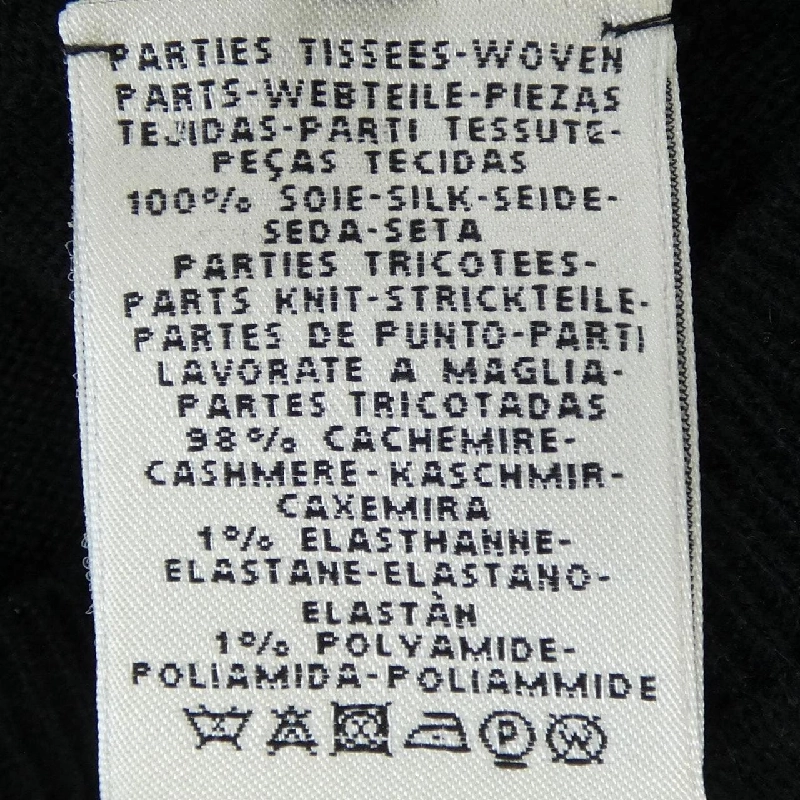 PARTIES TISSEES-WOVEN
PARTS-WEBTEILE-PIEZAS
TEJIDAS-PARTI TESSUTE-
PEÇAS TECIDAS
100% SOIE-SILK-SEIDE-
SEDA-SETA
PARTIES TRICOTEES-
PARTS KNIT-STRICKTEILE-
PARTES DE PUNTO-PARTI
LAVORATE A MAGLIA-
PARTES TRICOTADAS
98% CACHEMIRE-
CASHMERE-KASCHMIR-
CAXEMIRA
1% ELASTHANNE-
ELASTANE-ELASTANO-
ELASTÀN
1% POLYAMIDE-
POLIAMIDA-POLIAMMIDE
P W